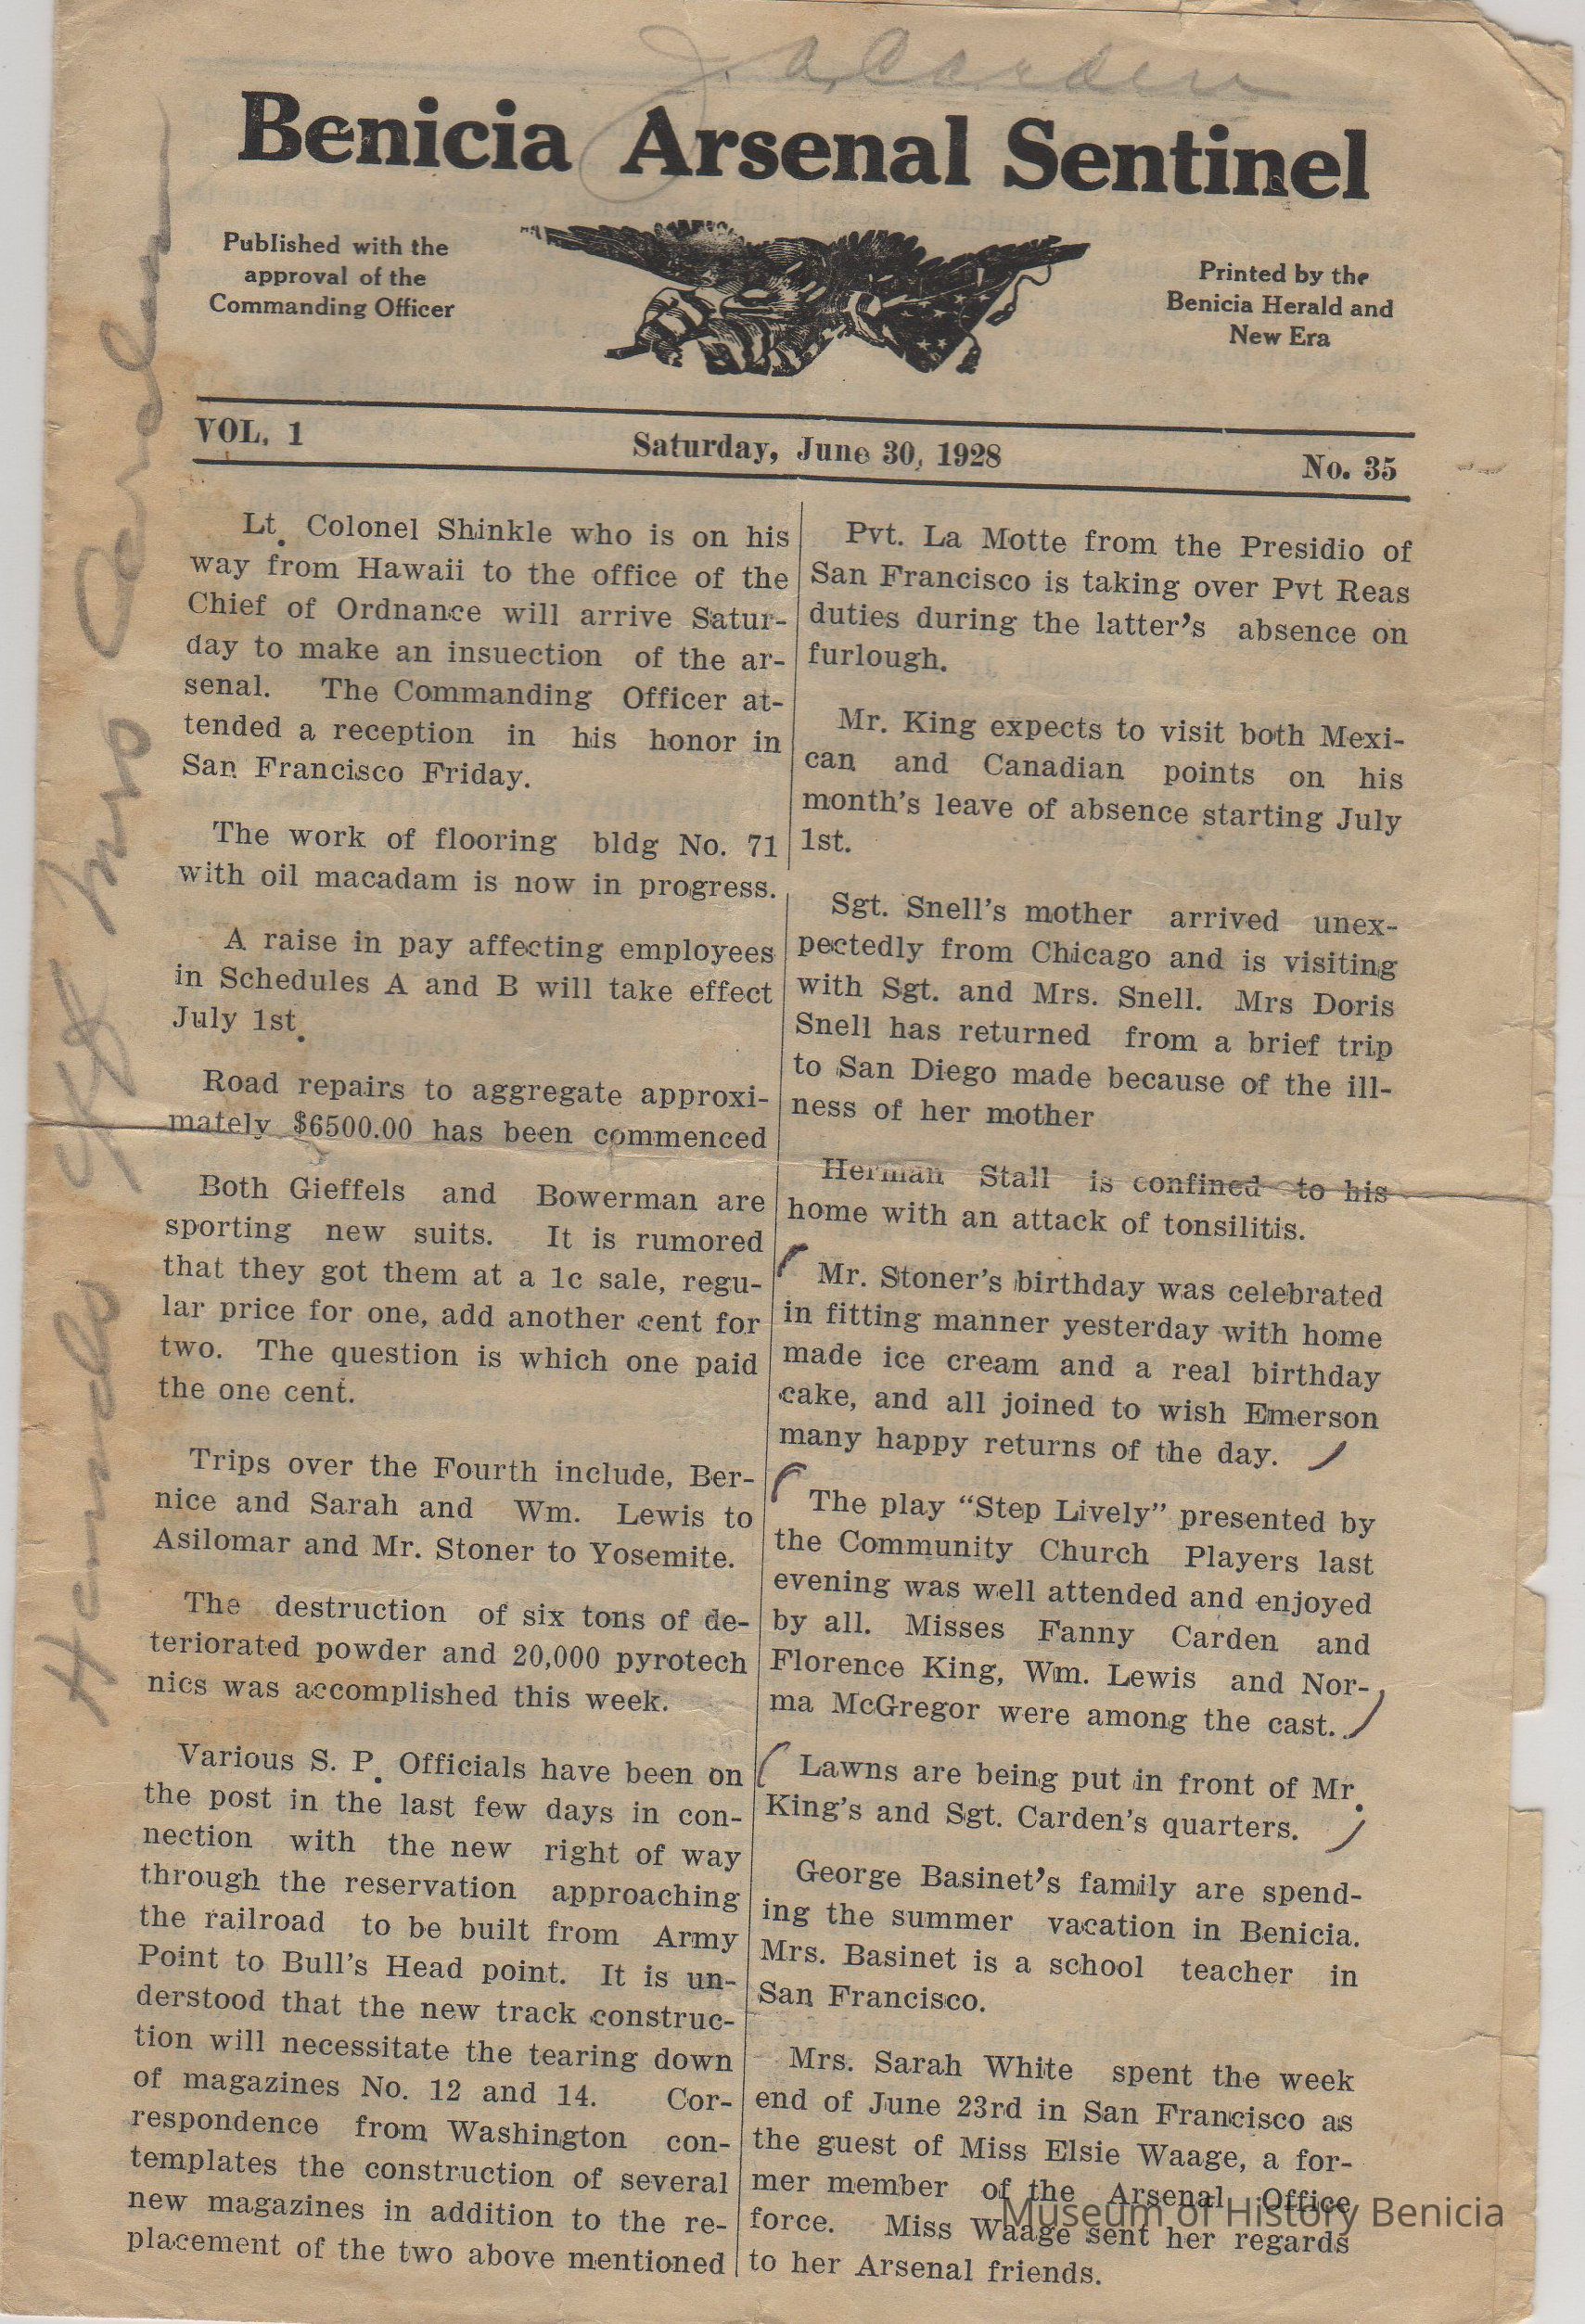 J. A. Carden
Benicia Arsenal Sentinel
Published with the
approval of the
Commanding Officer
Printed by the
Benicia Herald and
New Era
VOL. 1
Saturday, June 30, 1928
No. 35
Lt. Colonel Shinkle who is on his
way from Hawaii to the office of the
Chief of Ordnance will arrive Satur-
day to make an insuection of the ar-
senal. The Commanding Officer at-
tended a reception in his honor in
San Francisco Friday.
The work of flooring bldg No. 71
with oil macadam is now in progress.
A raise in pay affecting employees
in Schedules A and B will take effect
July 1st.
Road repairs to aggregate approxi-
mately $6500.00 has been commenced
Both Gieffels and Bowerman are
sporting new suits. It is rumored
that they got them at a 1c sale, regu-
lar price for one, add another cent for
two. The question is which one paid
the one cent.
Trips over the Fourth include, Ber-
nice and Sarah and Wm. Lewis to
Asilomar and Mr. Stoner to Yosemite.
The destruction of six tons of de-
teriorated powder and 20,000 pyrotech
nics was accomplished this week.
Various S. P. Officials have been on
the post in the last few days in con-
nection with the new right of way
through the reservation approaching
the railroad to be built from Army
Point to Bull's Head point. It is un-
derstood that the new track construc-
tion will necessitate the tearing down
of magazines No. 12 and 14. Cor-
respondence from Washington con-
templates the construction of several
new magazines in addition to the re-
placement of the two above mentioned
Pvt. La Motte from the Presidio of
San Francisco is taking over Pvt Reas
duties during the latter's absence on
furlough.
Mr. King expects to visit both Mexi-
can and Canadian points on his
month's leave of absence starting July
1st.
Sgt. Snell's mother arrived unex-
pectedly from Chicago and is visiting
with Sgt. and Mrs. Snell. Mrs Doris
Snell has returned from a brief trip
to San Diego made because of the ill-
ness of her mother
Herman Stall is confined to his
home with an attack of tonsilitis.
Mr. Stoner's birthday was celebrated
in fitting manner yesterday with home
made ice cream and a real birthday
cake, and all joined to wish Emerson
many happy returns of the day.
The play “Step Lively” presented by
the Community Church Players last
evening was well attended and enjoyed
by all. Misses Fanny Carden and
Florence King, Wm. Lewis and Nor-
ma McGregor were among the cast.
Lawns are being put in front of Mr.
King's and Sgt. Carden's quarters.
George Basinet's family are spend-
ing the summer vacation in Benicia.
Mrs. Basinet is a school teacher in
San Francisco.
Mrs. Sarah White spent the week
end of June 23rd in San Francisco as
the guest of Miss Elsie Waage, a for-
mer member of the Arsenal Office
force. Miss Waage sent her regards
to her Arsenal friends.
Carden
Museum of History Benicia